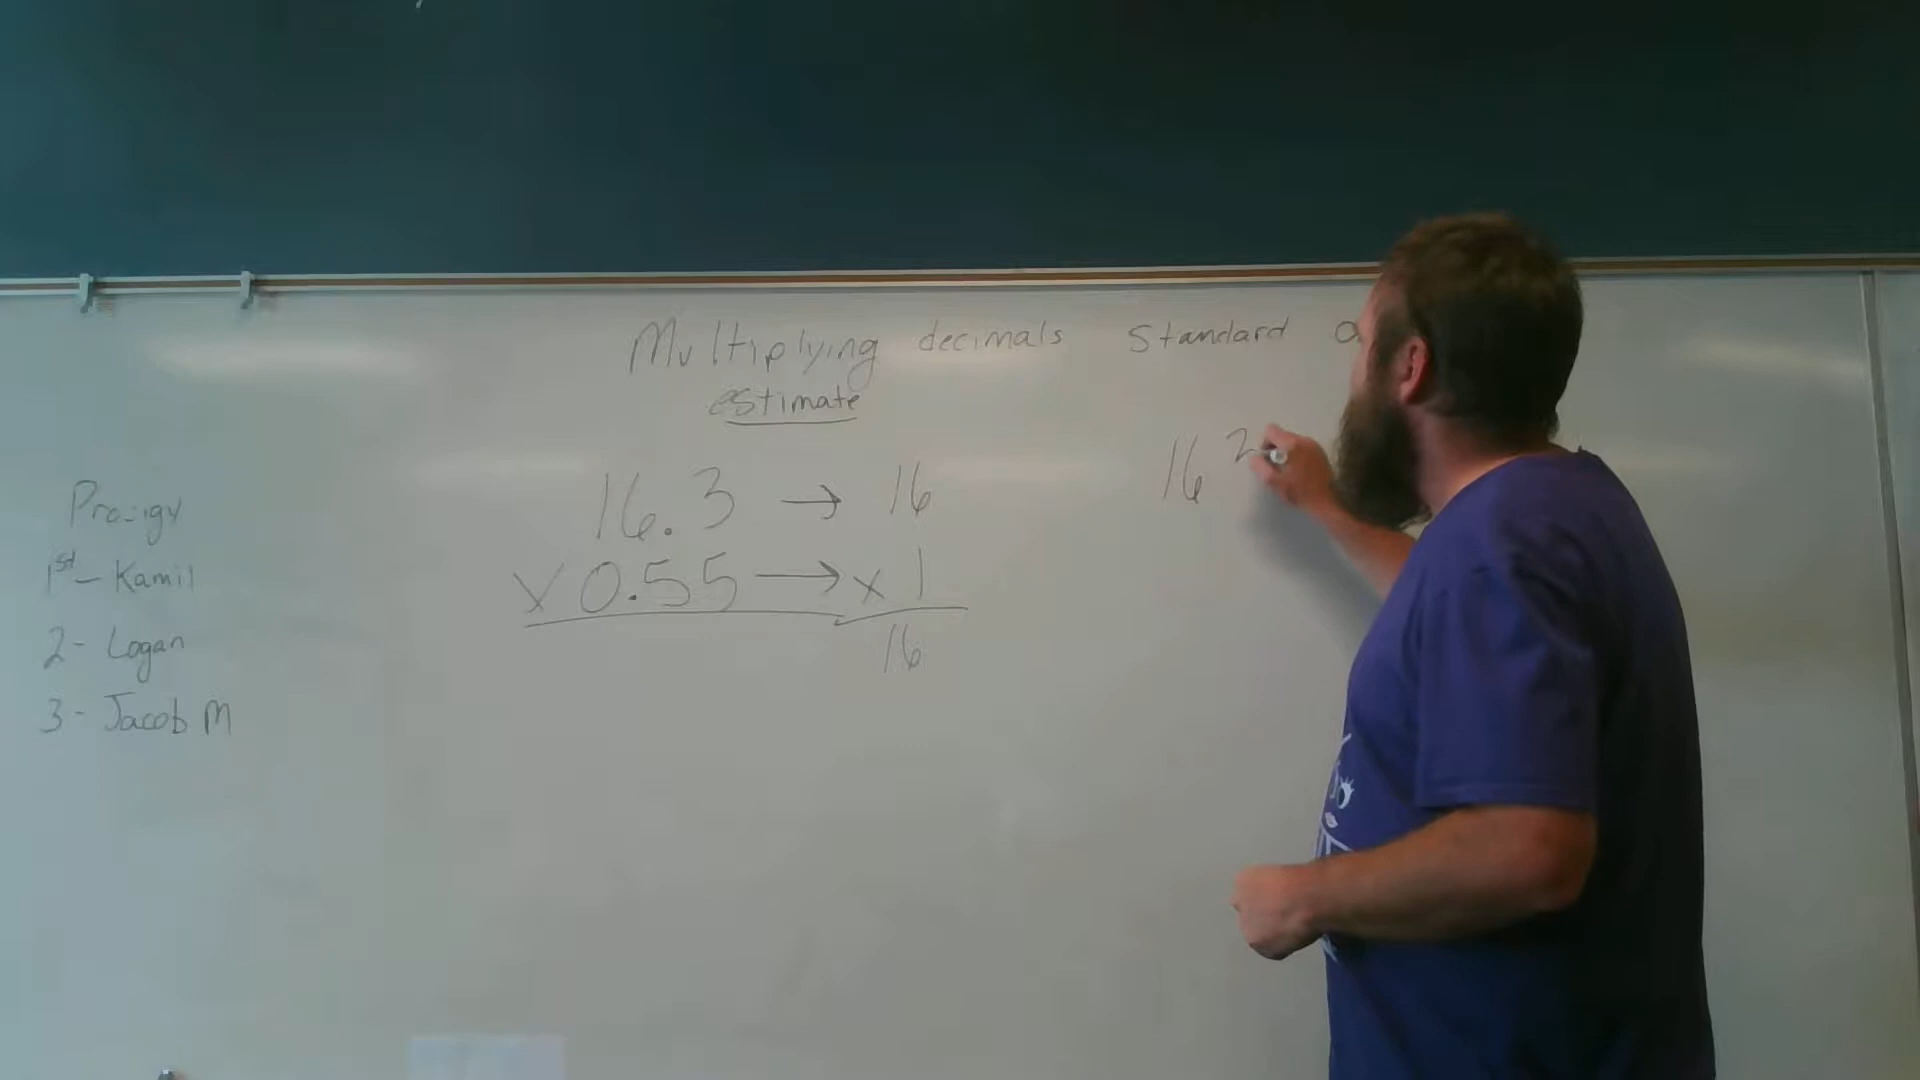 Multiplying decimals Standard
estimate
16.3 → 16
x 0.55 → x 1
16
16
Prodigy
1st - Kamil
2 - Logan
3 - Jacob M